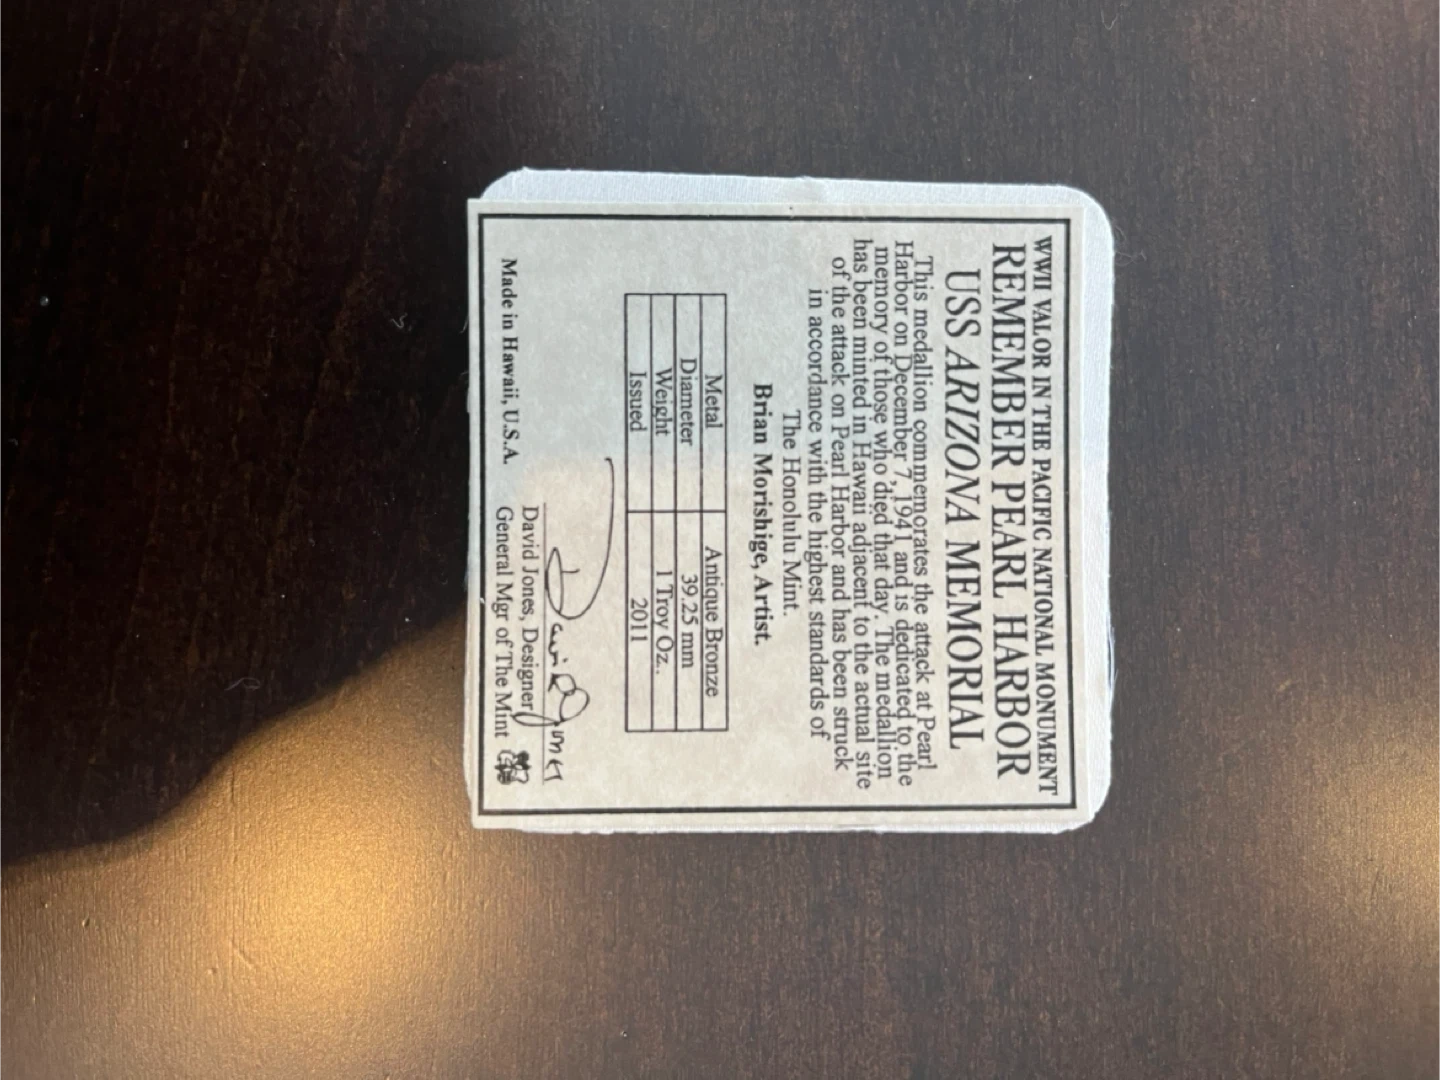 WWII VALOR IN THE PACIFIC NATIONAL MONUMENT
REMEMBER PEARL HARBOR
USS ARIZONA MEMORIAL
This medallion commemorates the attack at Pearl
Harbor on December 7, 1941 and is dedicated to the
memory of those who died that day. The medallion
has been minted in Hawaii adjacent to the actual site
of the attack on Pearl Harbor and has been struck
in accordance with the highest standards of
The Honolulu Mint.
Brian Morishige, Artist.
Metal Antique Bronze
Diameter 39.25 mm
Weight 1 Troy Oz..
Issued 2011
David Jones
David Jones, Designer
Made in Hawaii, U.S.A. General Mgr of The Mint